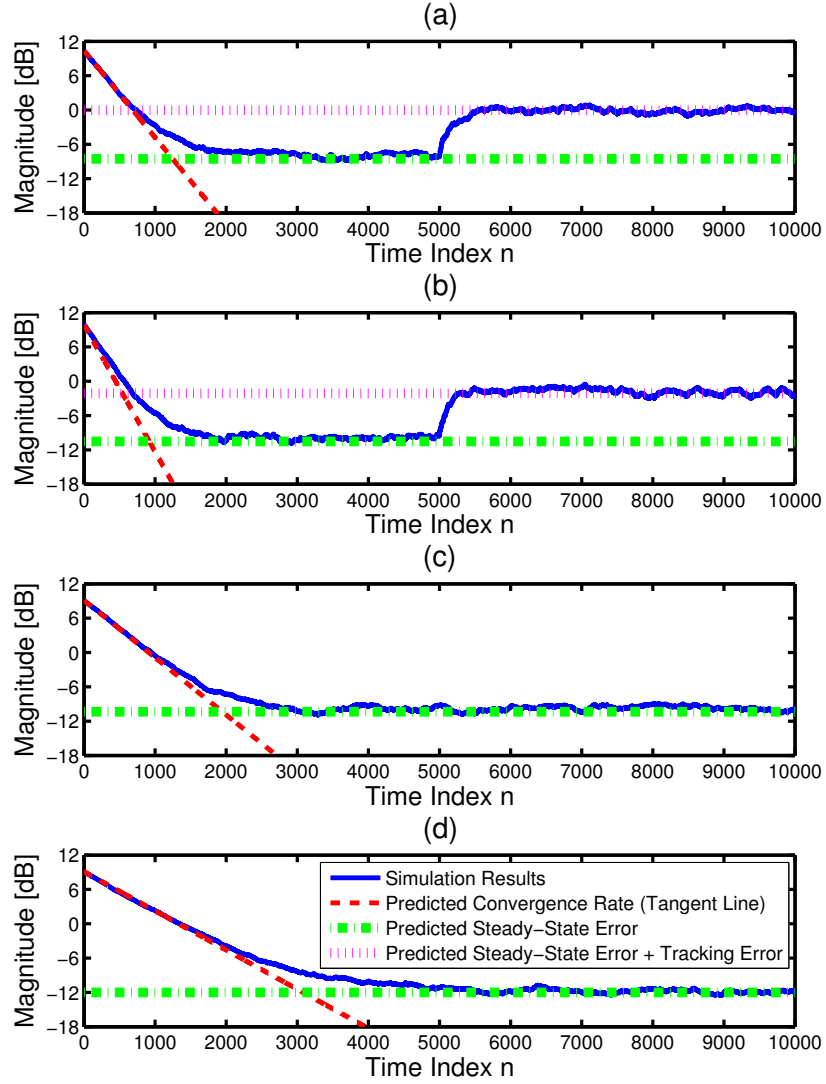 (a)
Magnitude [dB]
12
6
0
−6
−12
−18
0 1000 2000 3000 4000 5000 6000 7000 8000 9000 10000
Time Index n
(b)
Magnitude [dB]
12
6
0
−6
−12
−18
0 1000 2000 3000 4000 5000 6000 7000 8000 9000 10000
Time Index n
(c)
Magnitude [dB]
12
6
0
−6
−12
−18
0 1000 2000 3000 4000 5000 6000 7000 8000 9000 10000
Time Index n
(d)
Magnitude [dB]
12
6
0
−6
−12
−18
Simulation Results
Predicted Convergence Rate (Tangent Line)
Predicted Steady−State Error
Predicted Steady−State Error + Tracking Error
0 1000 2000 3000 4000 5000 6000 7000 8000 9000 10000
Time Index n